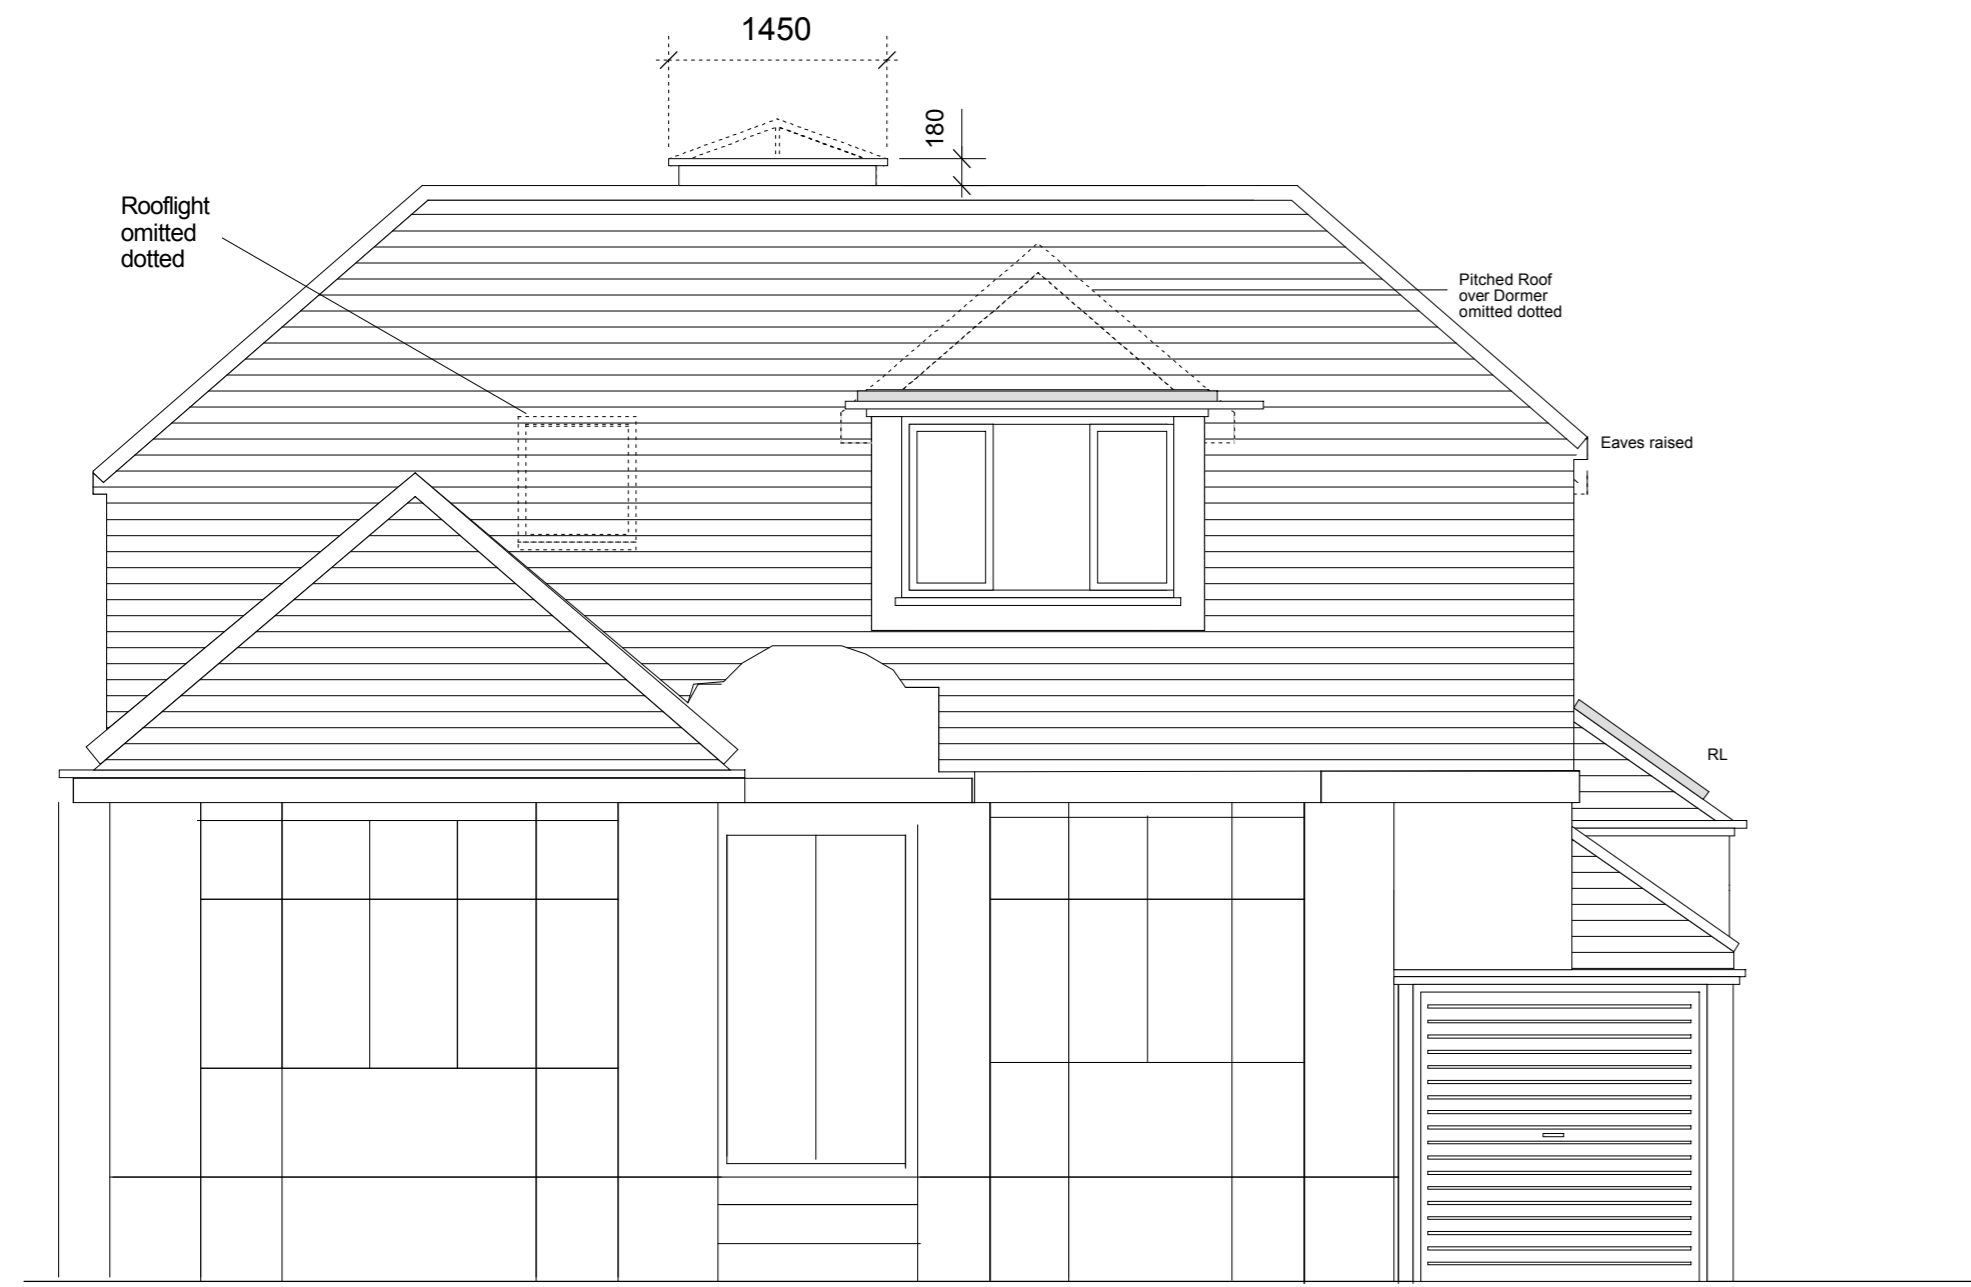 1450
180
Rooflight
omitted
dotted
Pitched Roof
over Dormer
omitted dotted
Eaves raised
RL